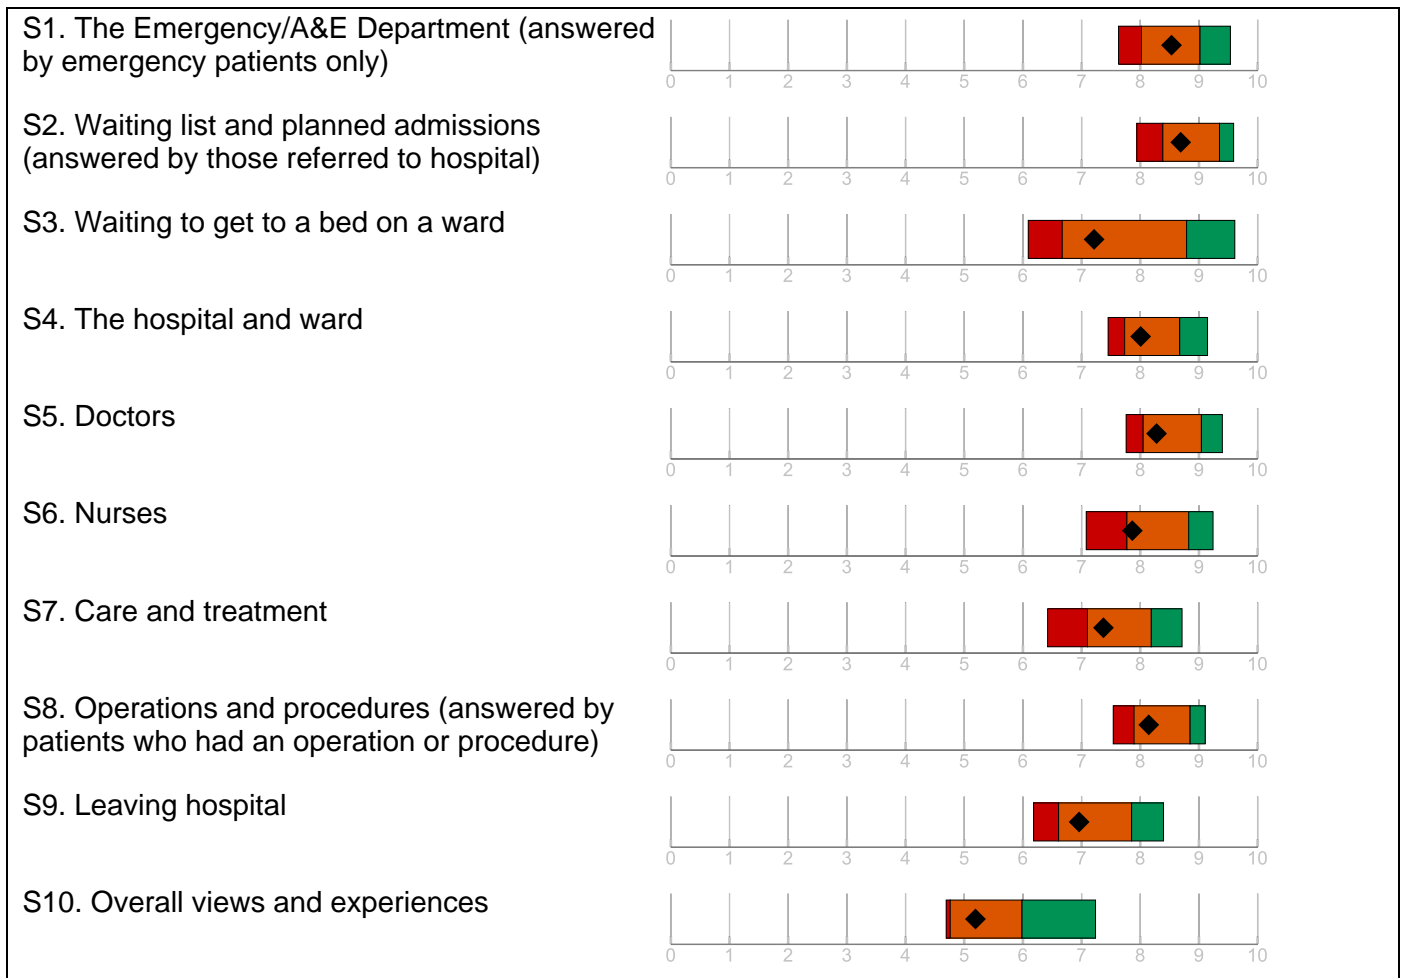 S1. The Emergency/A&E Department (answered
by emergency patients only)
0 1 2 3 4 5 6 7 8 9 10
S2. Waiting list and planned admissions
(answered by those referred to hospital)
0 1 2 3 4 5 6 7 8 9 10
S3. Waiting to get to a bed on a ward
0 1 2 3 4 5 6 7 8 9 10
S4. The hospital and ward
0 1 2 3 4 5 6 7 8 9 10
S5. Doctors
0 1 2 3 4 5 6 7 8 9 10
S6. Nurses
0 1 2 3 4 5 6 7 8 9 10
S7. Care and treatment
0 1 2 3 4 5 6 7 8 9 10
S8. Operations and procedures (answered by
patients who had an operation or procedure)
0 1 2 3 4 5 6 7 8 9 10
S9. Leaving hospital
0 1 2 3 4 5 6 7 8 9 10
S10. Overall views and experiences
0 1 2 3 4 5 6 7 8 9 10